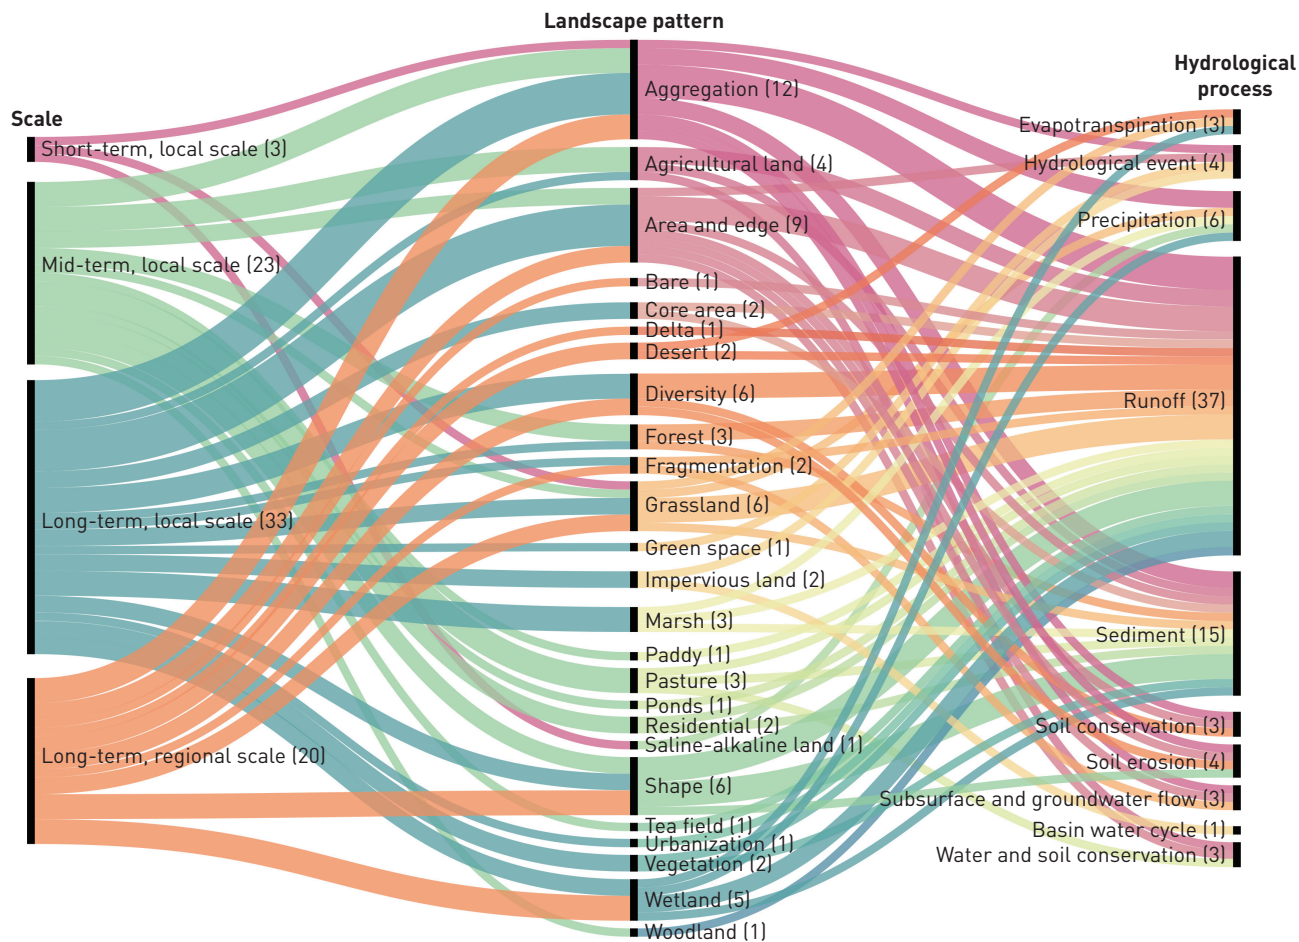 Scale
Short-term, local scale (3)
Mid-term, local scale (23)
Long-term, local scale (33)
Long-term, regional scale (20)
Landscape pattern
Aggregation (12)
Agricultural land (4)
Area and edge (9)
Bare (1)
Core area (2)
Delta (1)
Desert (2)
Diversity (6)
Forest (3)
Fragmentation (2)
Grassland (6)
Green space (1)
Impervious land (2)
Marsh (3)
Paddy (1)
Pasture (3)
Ponds (1)
Residential (2)
Saline-alkaline land (1)
Shape (6)
Tea field (1)
Urbanization (1)
Vegetation (2)
Wetland (5)
Woodland (1)
Hydrological
process
Evapotranspiration (3)
Hydrological event (4)
Precipitation (6)
Runoff (37)
Sediment (15)
Soil conservation (3)
Soil erosion (4)
Subsurface and groundwater flow (3)
Basin water cycle (1)
Water and soil conservation (3)